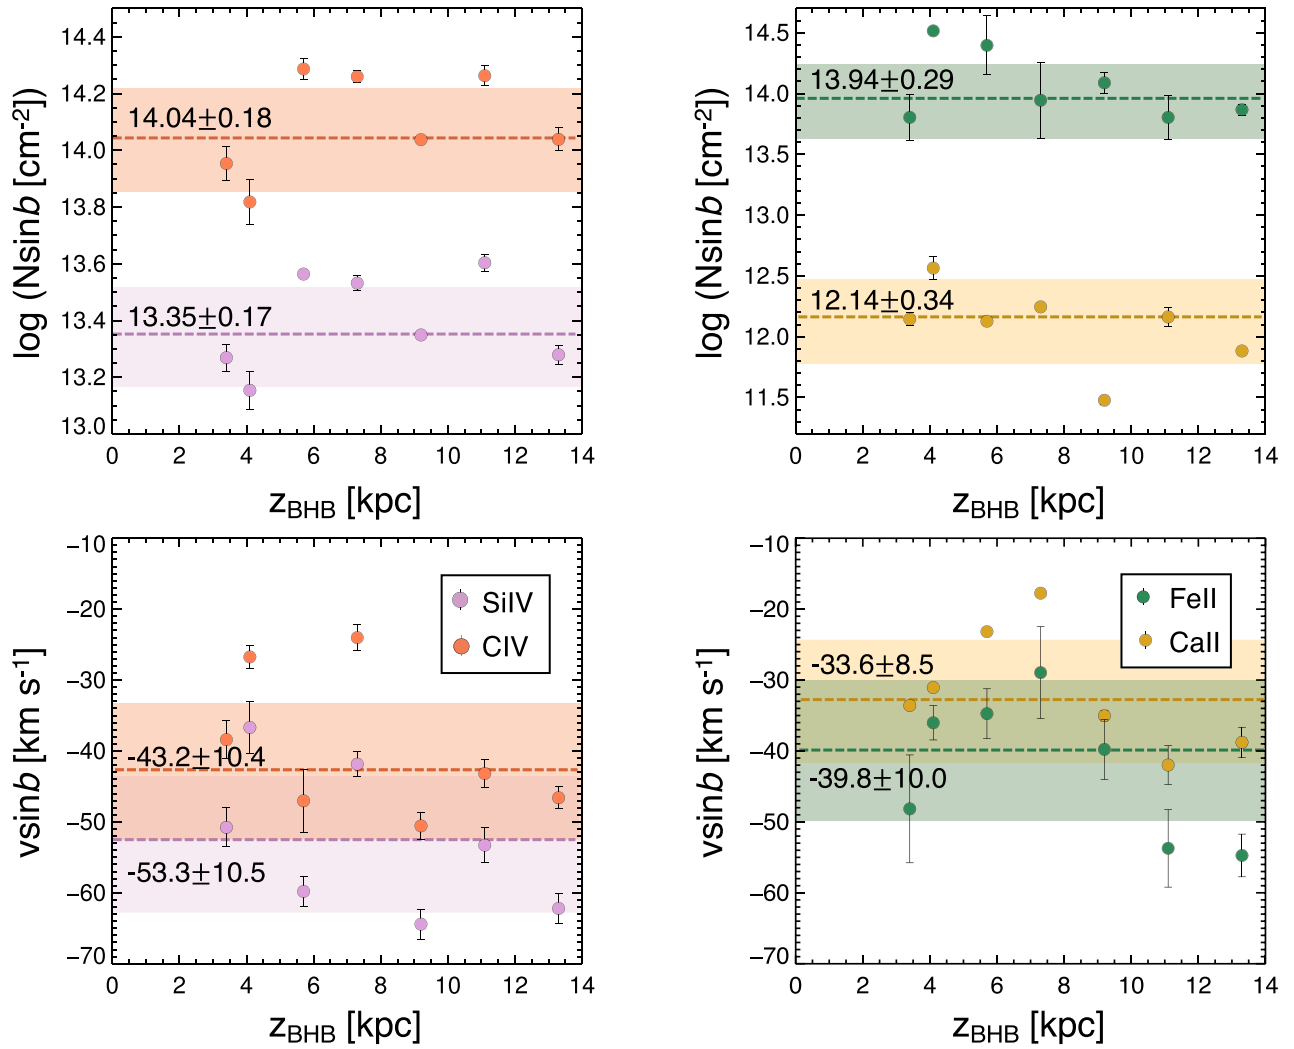 14.4
14.2
14.0
13.8
13.6
13.4
13.2
13.0
log (Nsinb [cm-2])
14.04±0.18
13.35±0.17
0 2 4 6 8 10 12 14
zBHB [kpc]
14.5
14.0
13.5
13.0
12.5
12.0
11.5
log (Nsinb [cm-2])
13.94±0.29
12.14±0.34
0 2 4 6 8 10 12 14
zBHB [kpc]
−10
−20
−30
−40
−50
−60
−70
vsinb [km s-1]
SiIV
CIV
-43.2±10.4
-53.3±10.5
0 2 4 6 8 10 12 14
zBHB [kpc]
−10
−20
−30
−40
−50
−60
−70
vsinb [km s-1]
FeII
CaII
-33.6±8.5
-39.8±10.0
0 2 4 6 8 10 12 14
zBHB [kpc]